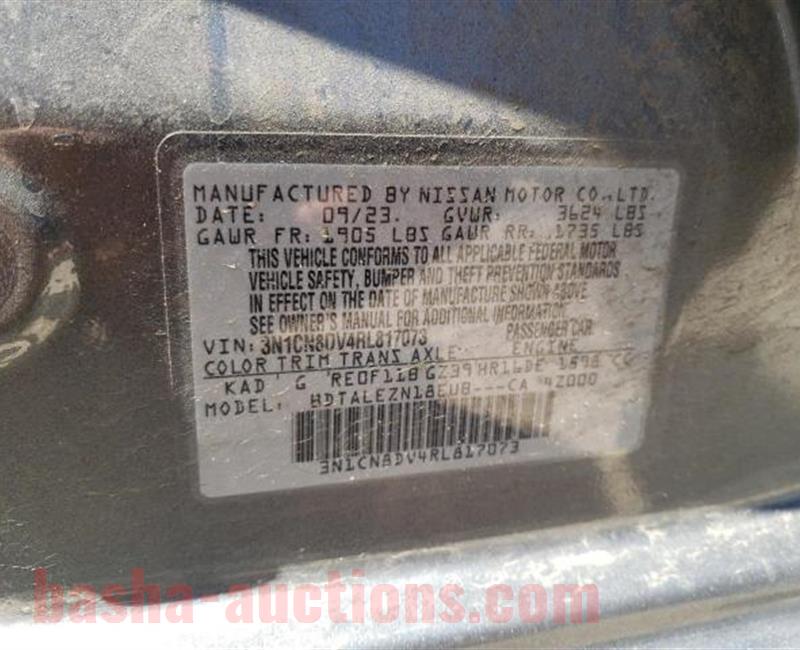 MANUFACTURED BY NISSAN MOTOR CO.,LTD.
DATE: 09/23. GVWR: 3624 LBS
GAWR FR: 1905 LBS GAWR RR: 1735 LBS
THIS VEHICLE CONFORMS TO ALL APPLICABLE FEDERAL MOTOR
VEHICLE SAFETY, BUMPER AND THEFT PREVENTION STANDARDS
IN EFFECT ON THE DATE OF MANUFACTURE SHOWN ABOVE
SEE OWNER'S MANUAL FOR ADDITIONAL INFORMATION
VIN: 3N1CN8DV4RL817073 PASSENGER CAR
COLOR TRIM TRANS AXLE ENGINE
KAD G RE0F11B GZ39 HR16DE 1598 CC
MODEL: BDTALEZN18EU8---CA 4Z000
3N1CN8DV4RL817073
basha-auctions.com